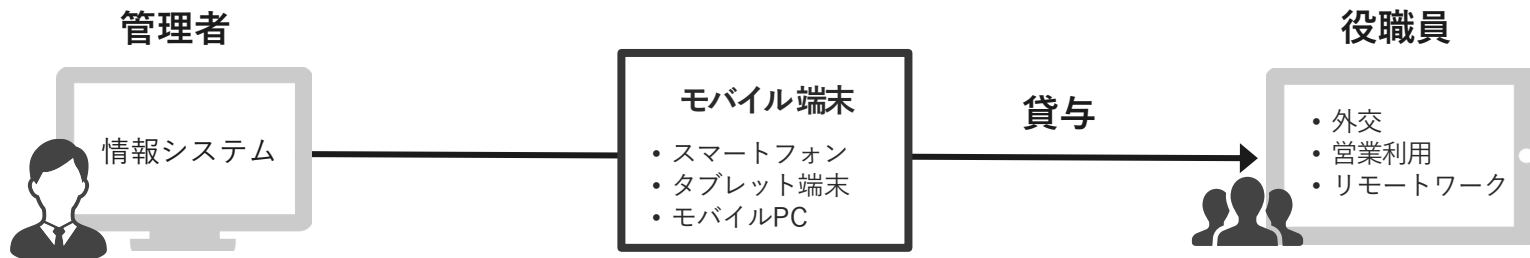 管理者
情報システム
モバイル端末
• スマートフォン
• タブレット端末
• モバイルPC
貸与
役職員
• 外交
• 営業利用
• リモートワーク